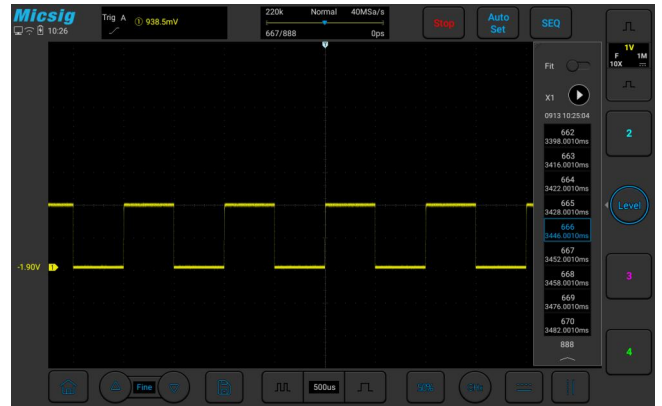 Micsig
10:26
Trig A ① 938.5mV
220k Normal 40MSa/s
667/888 0ps
Stop
Auto
Set
SEQ
1V
F 1M
10X
Fit
X1
0913 10:25:04
662
3398.0010ms
663
3416.0010ms
664
3422.0010ms
665
3428.0010ms
666
3446.0010ms
667
3452.0010ms
668
3458.0010ms
669
3476.0010ms
670
3482.0010ms
888
2
Level
3
4
-1.90V 1
Fine
500us